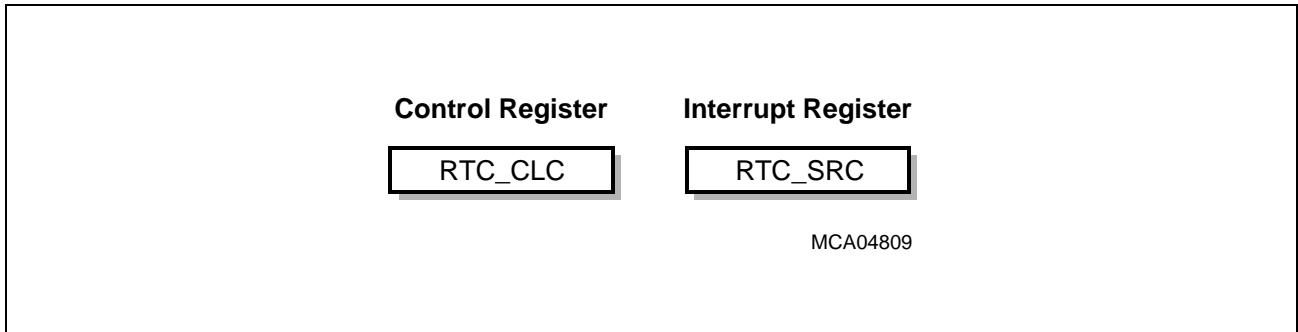 Control Register Interrupt Register
RTC_CLC RTC_SRC
MCA04809